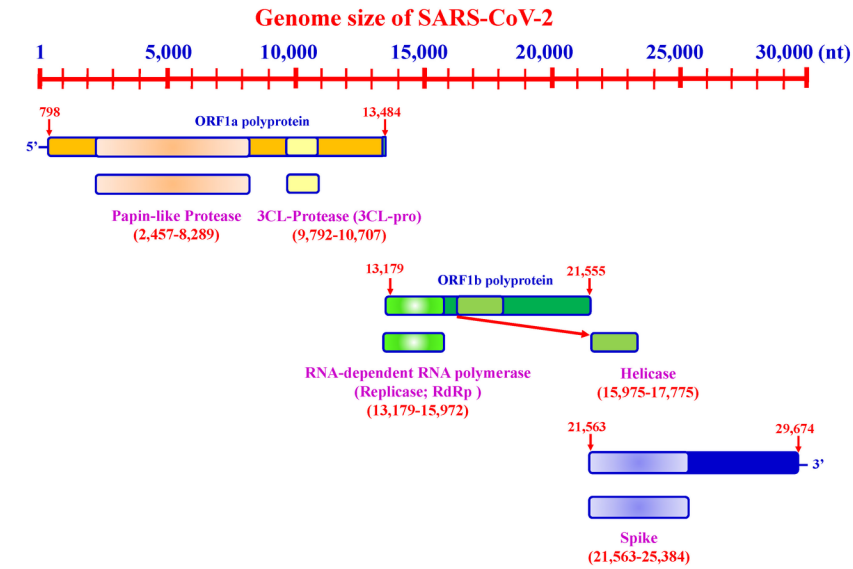 Genome size of SARS-CoV-2
1 5,000 10,000 15,000 20,000 25,000 30,000 (nt)
798 13,484
ORF1a polyprotein
5’
Papin-like Protease 3CL-Protease (3CL-pro)
(2,457-8,289) (9,792-10,707)
13,179 21,555
ORF1b polyprotein
RNA-dependent RNA polymerase Helicase
(Replicase; RdRp ) (15,975-17,775)
(13,179-15,972)
21,563 29,674
3’
Spike
(21,563-25,384)